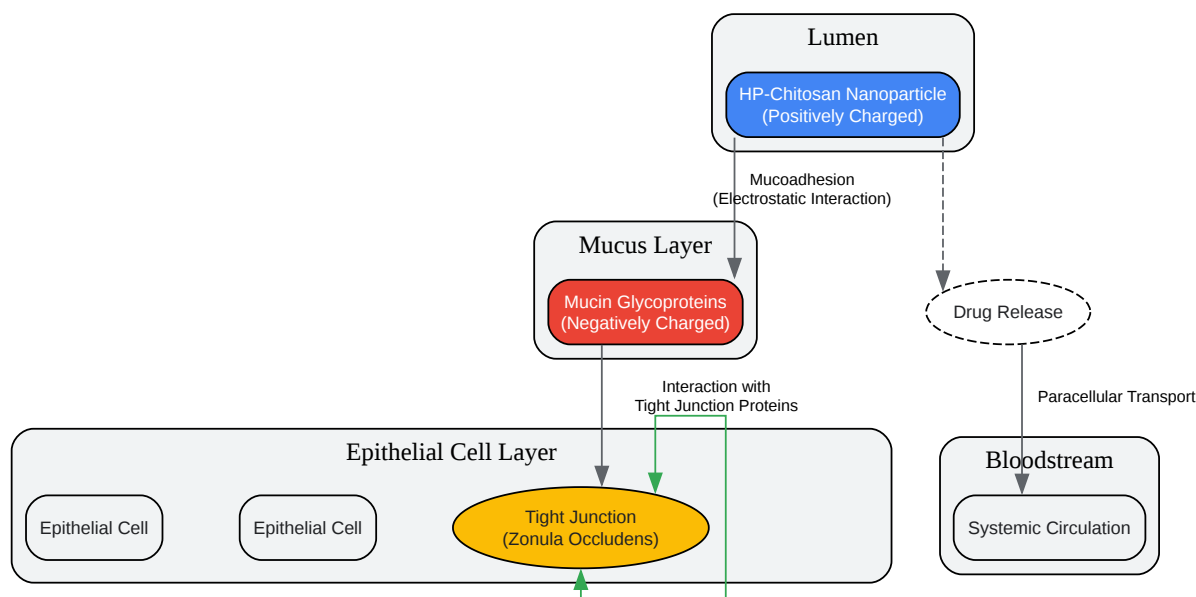 Lumen
HP-Chitosan Nanoparticle
(Positively Charged)
Mucoadhesion
(Electrostatic Interaction)
Mucus Layer
Mucin Glycoproteins
(Negatively Charged)
Drug Release
Interaction with
Tight Junction Proteins
Paracellular Transport
Epithelial Cell Layer
Epithelial Cell
Epithelial Cell
Tight Junction
(Zonula Occludens)
Bloodstream
Systemic Circulation